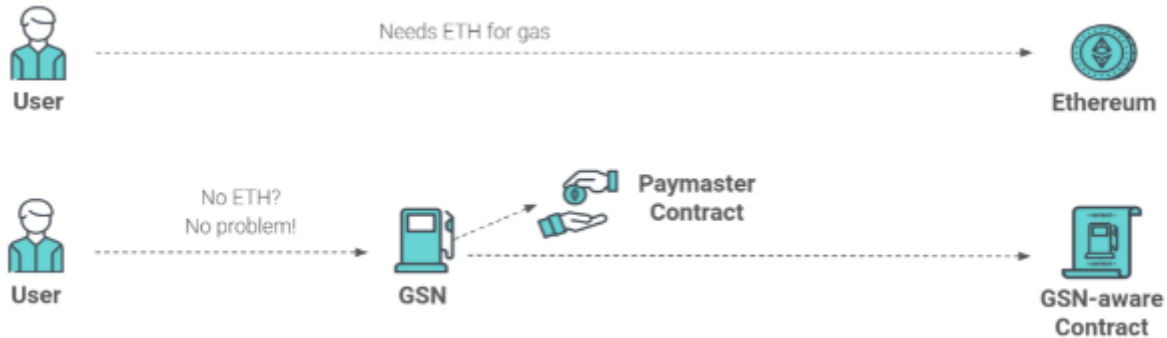 Needs ETH for gas
User
Ethereum
No ETH?
No problem!
Paymaster
Contract
User
GSN
GSN-aware
Contract